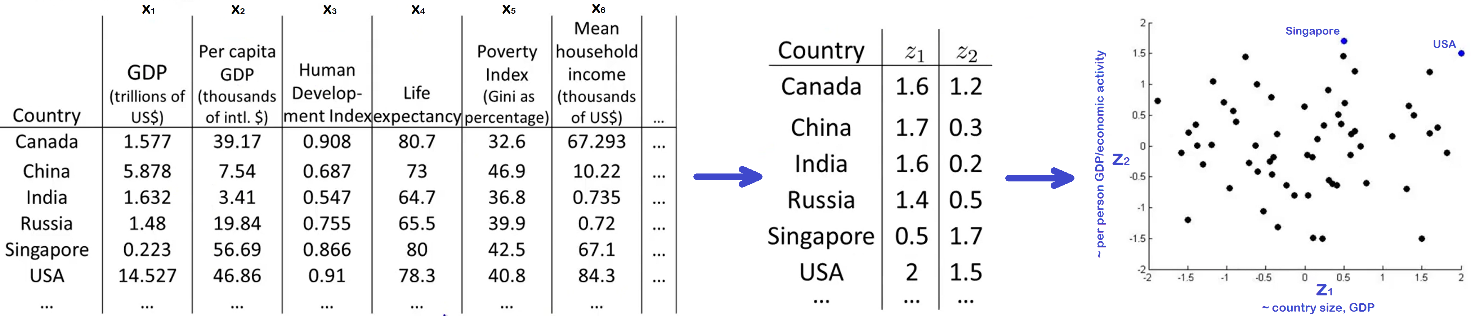 x₁ x₂ x₃ x₄ x₅ x₆
Mean
Per capita Poverty household
GDP GDP Human Index income
(trillions of (thousands Develop- Life (Gini as (thousands
Country US$) of intl. $) ment Index expectancy percentage) of US$) ...
Canada 1.577 39.17 0.908 80.7 32.6 67.293 ...
China 5.878 7.54 0.687 73 46.9 10.22 ...
India 1.632 3.41 0.547 64.7 36.8 0.735 ...
Russia 1.48 19.84 0.755 65.5 39.9 0.72 ...
Singapore 0.223 56.69 0.866 80 42.5 67.1 ...
USA 14.527 46.86 0.91 78.3 40.8 84.3 ...
... ... ... ... ... ... ...
Country z₁ z₂
Canada 1.6 1.2
China 1.7 0.3
India 1.6 0.2
Russia 1.4 0.5
Singapore 0.5 1.7
USA 2 1.5
... ... ...
Singapore
USA
z₂
~ per person GDP/economic activity
2
1.5
1
0.5
0
-0.5
-1
-1.5
-2
-2 -1.5 -1 -0.5 0 0.5 1 1.5 2
z₁
~ country size, GDP